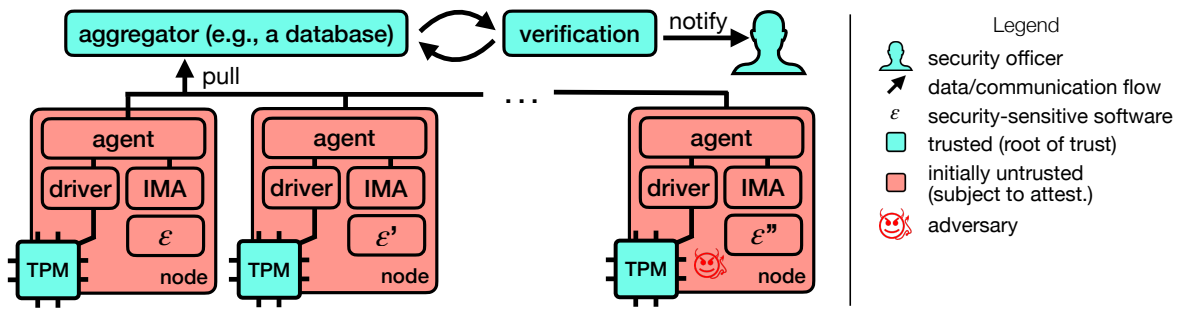 aggregator (e.g., a database)
verification
notify
pull
...
agent
driver
IMA
ε
TPM
node
agent
driver
IMA
ε'
TPM
node
agent
driver
IMA
ε"
TPM
node
Legend
security officer
data/communication flow
ε security-sensitive software
trusted (root of trust)
initially untrusted
(subject to attest.)
adversary